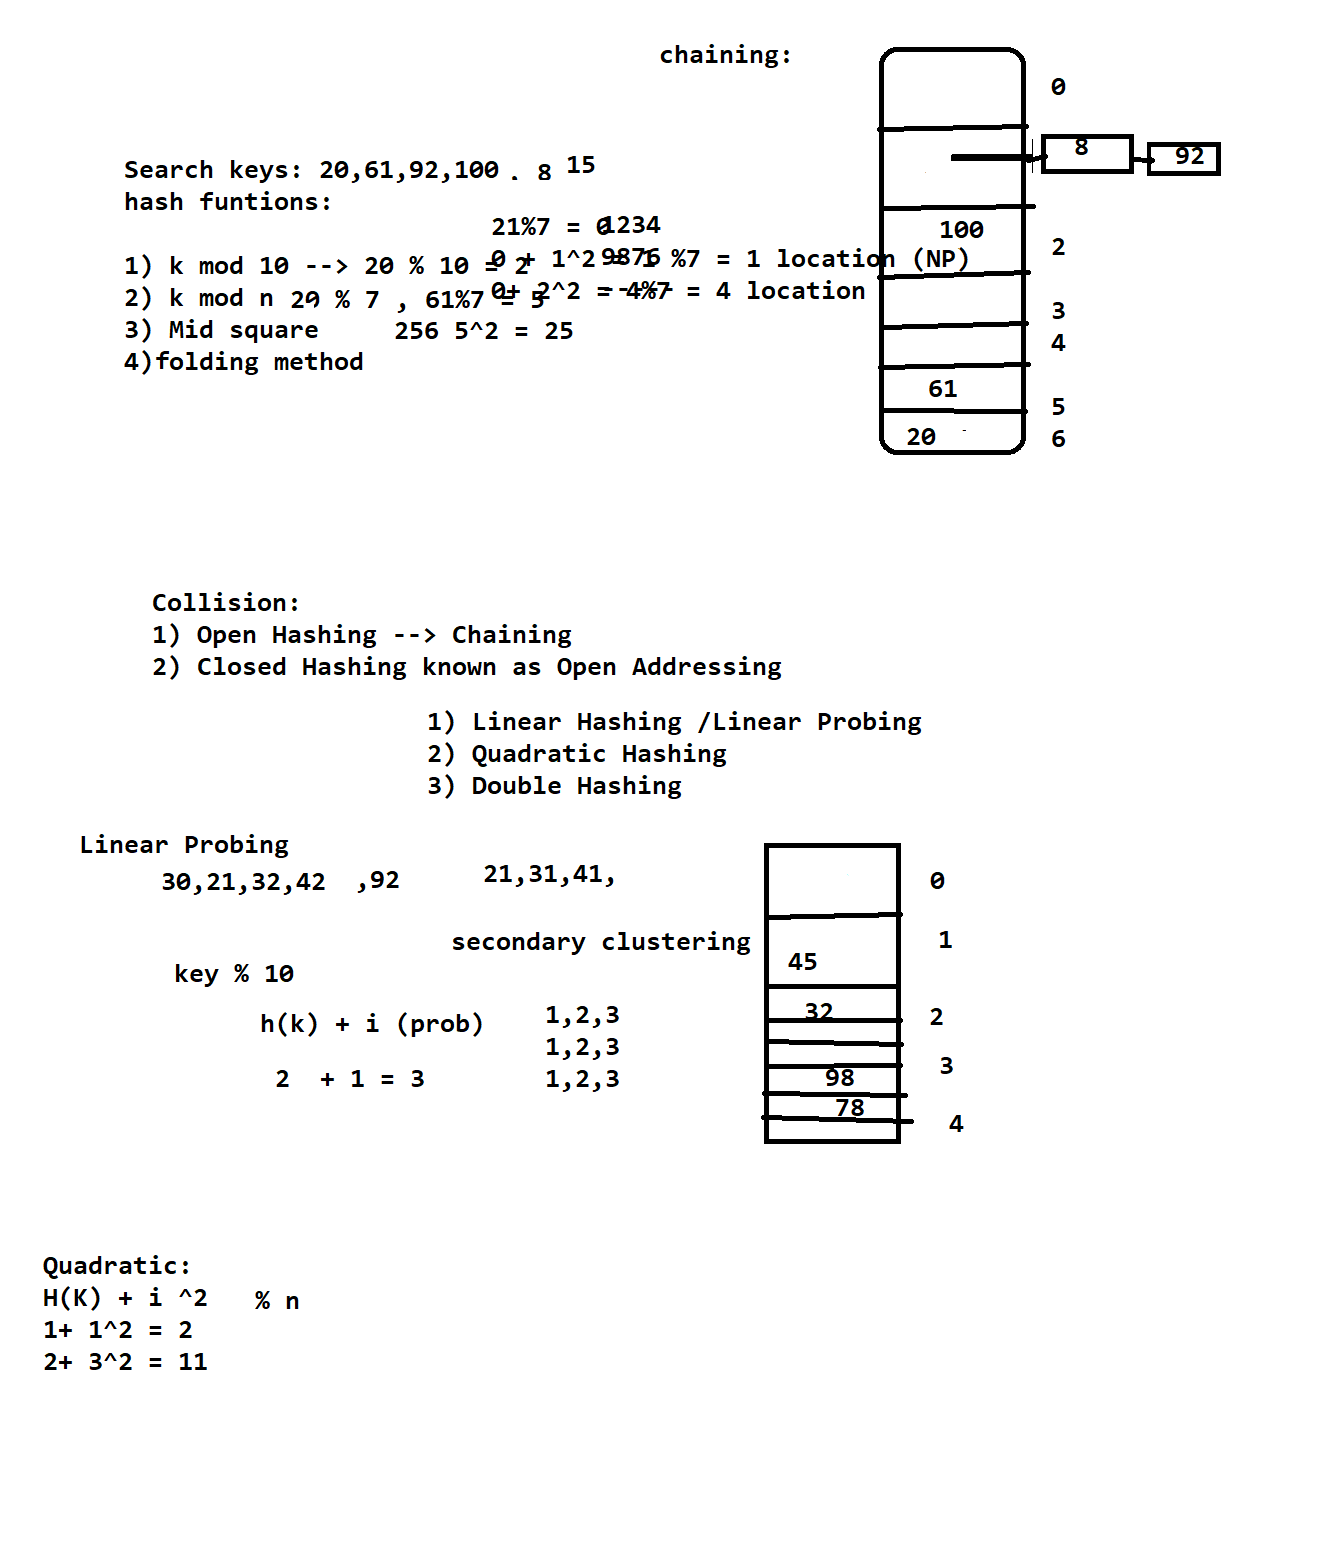 chaining:
0
8
92
Search keys: 20,61,92,100 . 8 15
hash funtions:
21%7 = 0
1234
100
2
0 + 1^2 = 1 %7 = 1 location (NP)
9876
1) k mod 10 --> 20 % 10 = 2
0+ 2^2 = 4%7 = 4 location
-----
2) k mod n 20 % 7 , 61%7 = 5
3
3) Mid square 256 5^2 = 25
4
4)folding method
61
5
20
6
Collision:
1) Open Hashing --> Chaining
2) Closed Hashing known as Open Addressing
1) Linear Hashing /Linear Probing
2) Quadratic Hashing
3) Double Hashing
Linear Probing
30,21,32,42 ,92
21,31,41,
0
secondary clustering
1
45
key % 10
32
2
h(k) + i (prob)
1,2,3
1,2,3
3
2 + 1 = 3
1,2,3
98
78
4
Quadratic:
H(K) + i ^2 % n
1+ 1^2 = 2
2+ 3^2 = 11